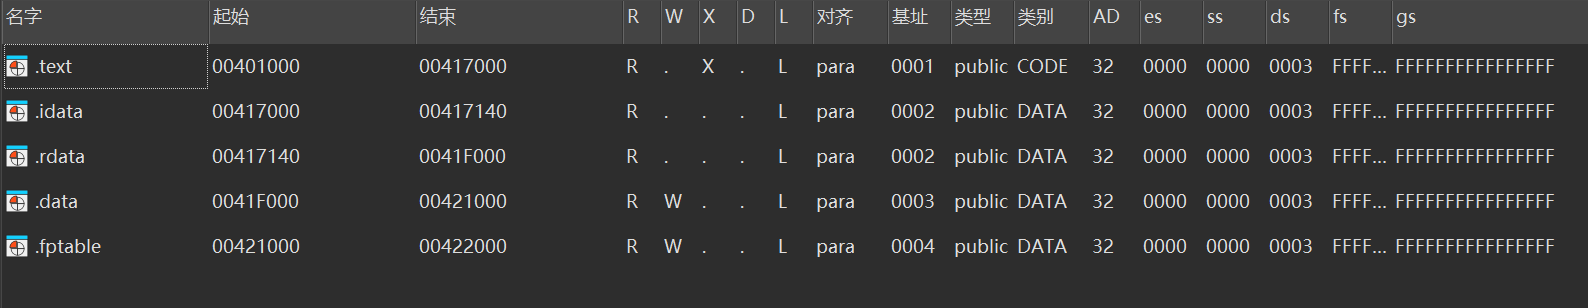 名字 起始 结束 R W X D L 对齐 基址 类型 类别 AD es ss ds fs gs
.text 00401000 00417000 R . X . L para 0001 public CODE 32 0000 0000 0003 FFFF... FFFFFFFFFFFFFFFF
.idata 00417000 00417140 R . . . L para 0002 public DATA 32 0000 0000 0003 FFFF... FFFFFFFFFFFFFFFF
.rdata 00417140 0041F000 R . . . L para 0002 public DATA 32 0000 0000 0003 FFFF... FFFFFFFFFFFFFFFF
.data 0041F000 00421000 R W . . L para 0003 public DATA 32 0000 0000 0003 FFFF... FFFFFFFFFFFFFFFF
.fptable 00421000 00422000 R W . . L para 0004 public DATA 32 0000 0000 0003 FFFF... FFFFFFFFFFFFFFFF